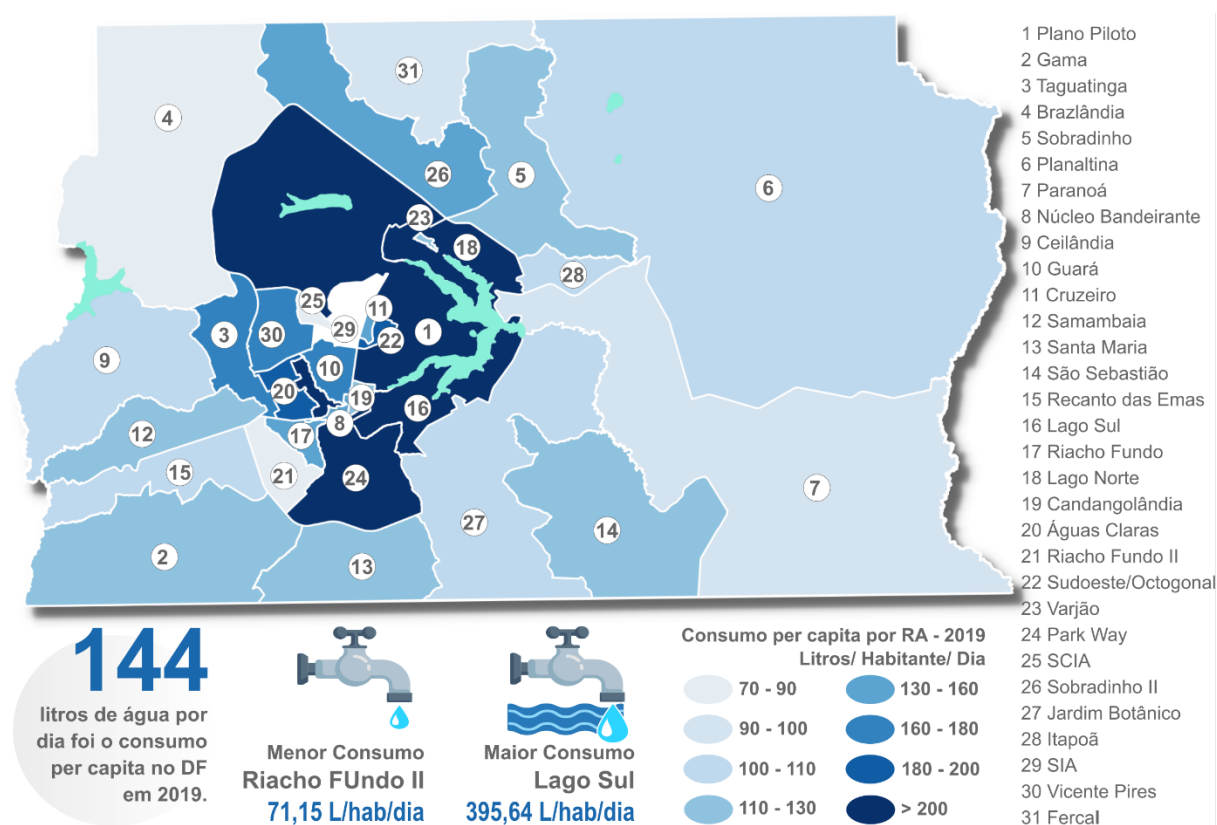 31
4
26
5
6
23
18
28
25
11
3
30
29
22
1
9
10
20
19
16
8
12
17
15
21
24
7
27
14
2
13
1 Plano Piloto
2 Gama
3 Taguatinga
4 Brazlândia
5 Sobradinho
6 Planaltina
7 Paranoá
8 Núcleo Bandeirante
9 Ceilândia
10 Guará
11 Cruzeiro
12 Samambaia
13 Santa Maria
14 São Sebastião
15 Recanto das Emas
16 Lago Sul
17 Riacho Fundo
18 Lago Norte
19 Candangolândia
20 Águas Claras
21 Riacho Fundo II
22 Sudoeste/Octogonal
23 Varjão
24 Park Way
25 SCIA
26 Sobradinho II
27 Jardim Botânico
28 Itapoã
29 SIA
30 Vicente Pires
31 Fercal
144
litros de água por
dia foi o consumo
per capita no DF
em 2019.
Menor Consumo
Riacho FUndo II
71,15 L/hab/dia
Maior Consumo
Lago Sul
395,64 L/hab/dia
Consumo per capita por RA - 2019
Litros/ Habitante/ Dia
70 - 90
90 - 100
100 - 110
110 - 130
130 - 160
160 - 180
180 - 200
> 200